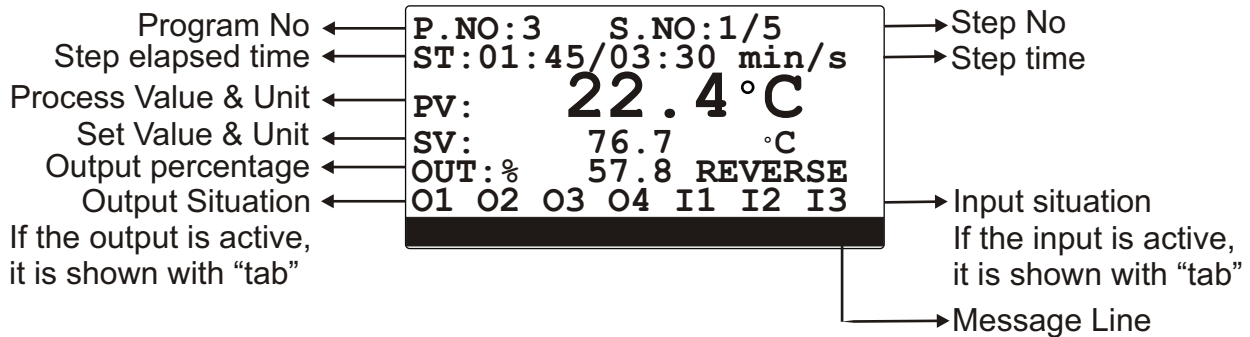 Program No
Step elapsed time
Process Value & Unit
Set Value & Unit
Output percentage
Output Situation
If the output is active,
it is shown with “tab”
P.NO:3 S.NO:1/5
ST:01:45/03:30 min/s
PV: 22.4°C
SV: 76.7 °C
OUT:% 57.8 REVERSE
O1 O2 O3 O4 I1 I2 I3
Step No
Step time
Input situation
If the input is active,
it is shown with “tab”
Message Line